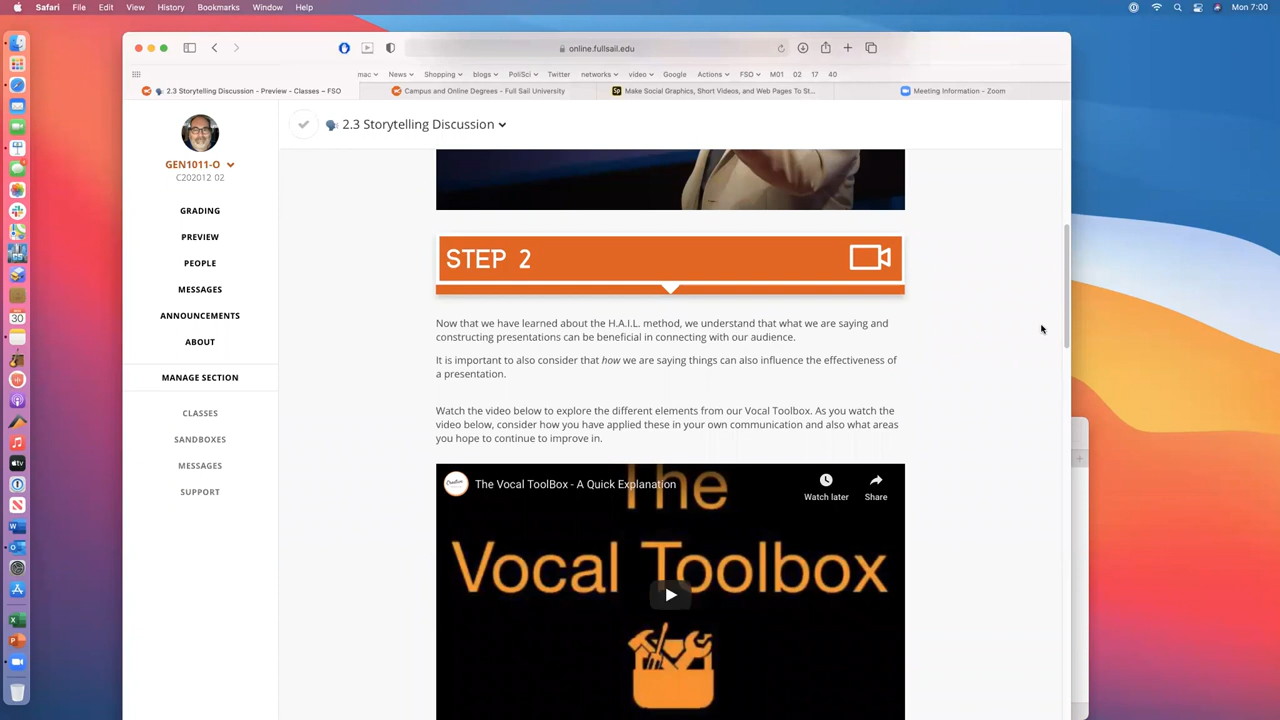 Safari File Edit View History Bookmarks Window Help Mon 7:00
online.fullsail.edu
mac News Shopping blogs PoliSci Twitter networks video Google Actions FSO M01 02 17 40
2.3 Storytelling Discussion - Preview - Classes ~ FSO
Campus and Online Degrees - Full Sail University
Sp Make Social Graphics, Short Videos, and Web Pages To St...
Meeting Information - Zoom
2.3 Storytelling Discussion
GEN1011-O
C202012 02
GRADING
PREVIEW
PEOPLE
MESSAGES
ANNOUNCEMENTS
ABOUT
MANAGE SECTION
CLASSES
SANDBOXES
MESSAGES
SUPPORT
STEP 2
Now that we have learned about the H.A.I.L. method, we understand that what we are saying and
constructing presentations can be beneficial in connecting with our audience.
It is important to also consider that how we are saying things can also influence the effectiveness of
a presentation.
Watch the video below to explore the different elements from our Vocal Toolbox. As you watch the
video below, consider how you have applied these in your own communication and also what areas
you hope to continue to improve in.
The Vocal ToolBox - A Quick Explanation
Watch later
Share
The
Vocal Toolbox
30